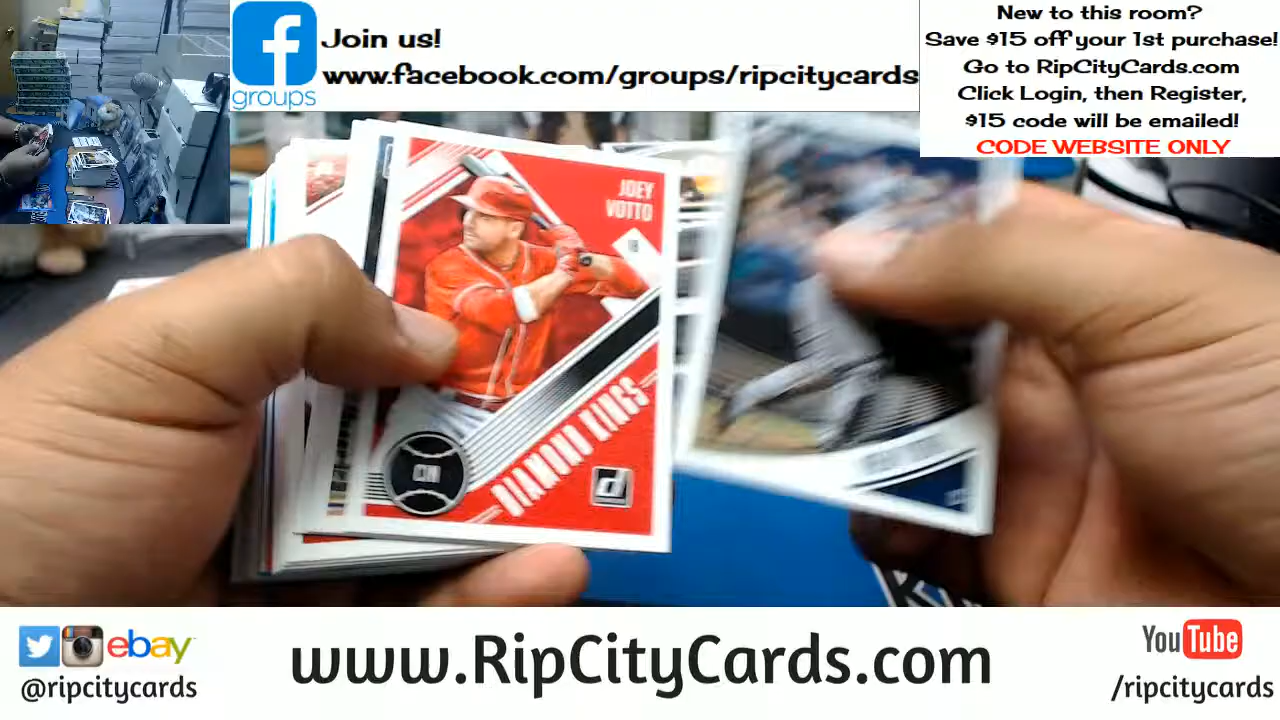 f
groups
Join us!
www.facebook.com/groups/ripcitycards
New to this room?
Save $15 off your 1st purchase!
Go to RipCityCards.com
Click Login, then Register,
$15 code will be emailed!
CODE WEBSITE ONLY
JOEY
VOTTO
CIN
DIAMOND KINGS
d
ebay
@ripcitycards
www.RipCityCards.com
YouTube
/ripcitycards